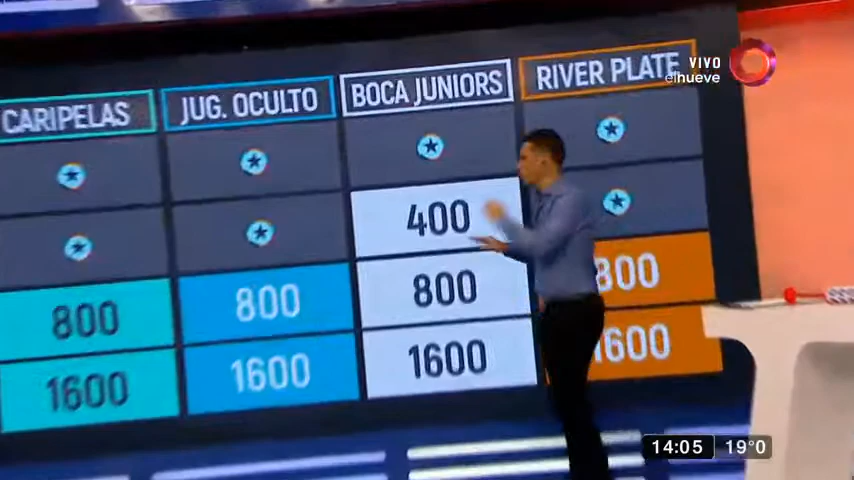 VIVO
elnueve
CARIPELAS
JUG. OCULTO
BOCA JUNIORS
RIVER PLATE
400
800
800
800
800
1600
1600
1600
1600
14:05
19°0